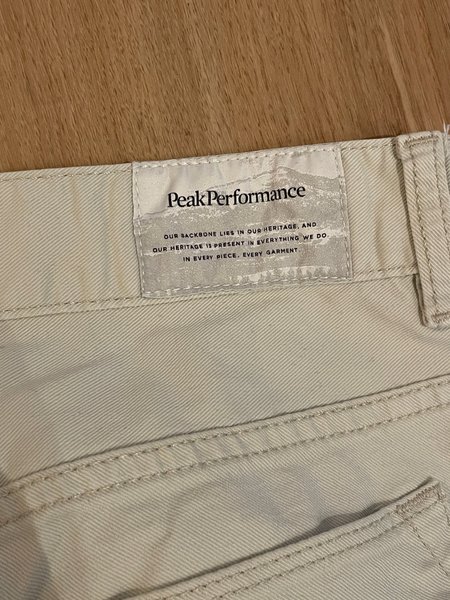 PeakPerformance
OUR BACKBONE LIES IN OUR HERITAGE, AND
OUR HERITAGE IS PRESENT IN EVERYTHING WE DO.
IN EVERY PIECE, EVERY GARMENT.